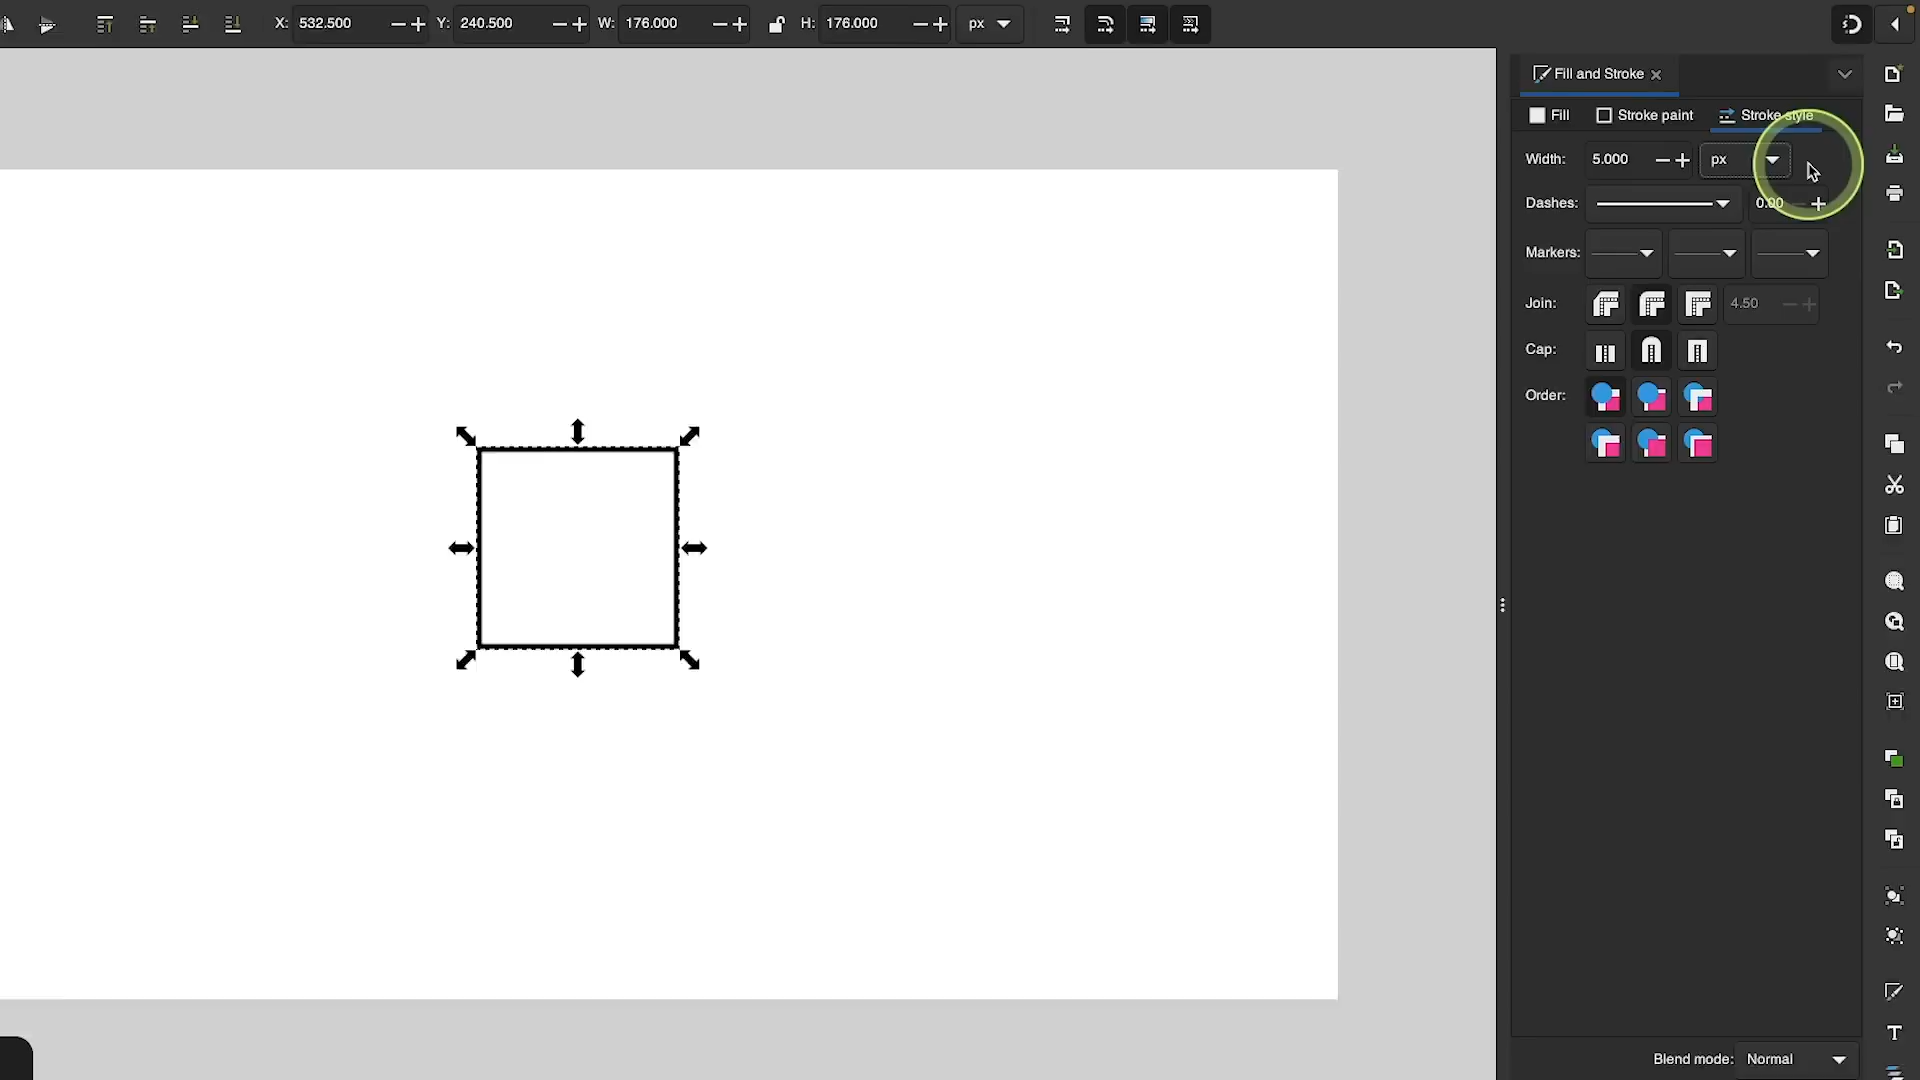 X: 532.500 Y: 240.500 W: 176.000 H: 176.000 px
Fill and Stroke
Fill Stroke paint Stroke style
Width: 5.000 px
Dashes: 0.00
Markers:
Join: 4.50
Cap:
Order:
Blend mode: Normal